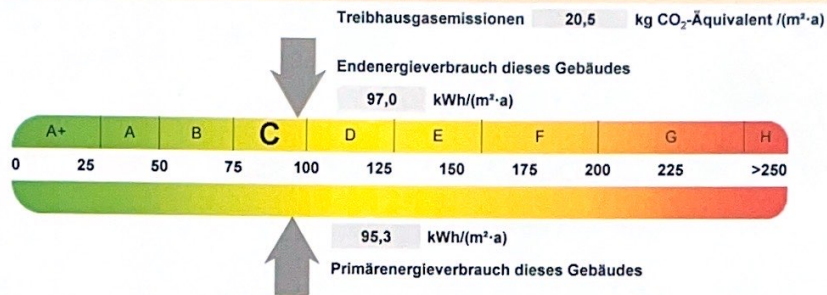 Treibhausgasemissionen 20,5 kg CO₂-Äquivalent /(m²·a)
Endenergieverbrauch dieses Gebäudes
97,0 kWh/(m²·a)
A+ A B C D E F G H
0 25 50 75 100 125 150 175 200 225 >250
95,3 kWh/(m²·a)
Primärenergieverbrauch dieses Gebäudes